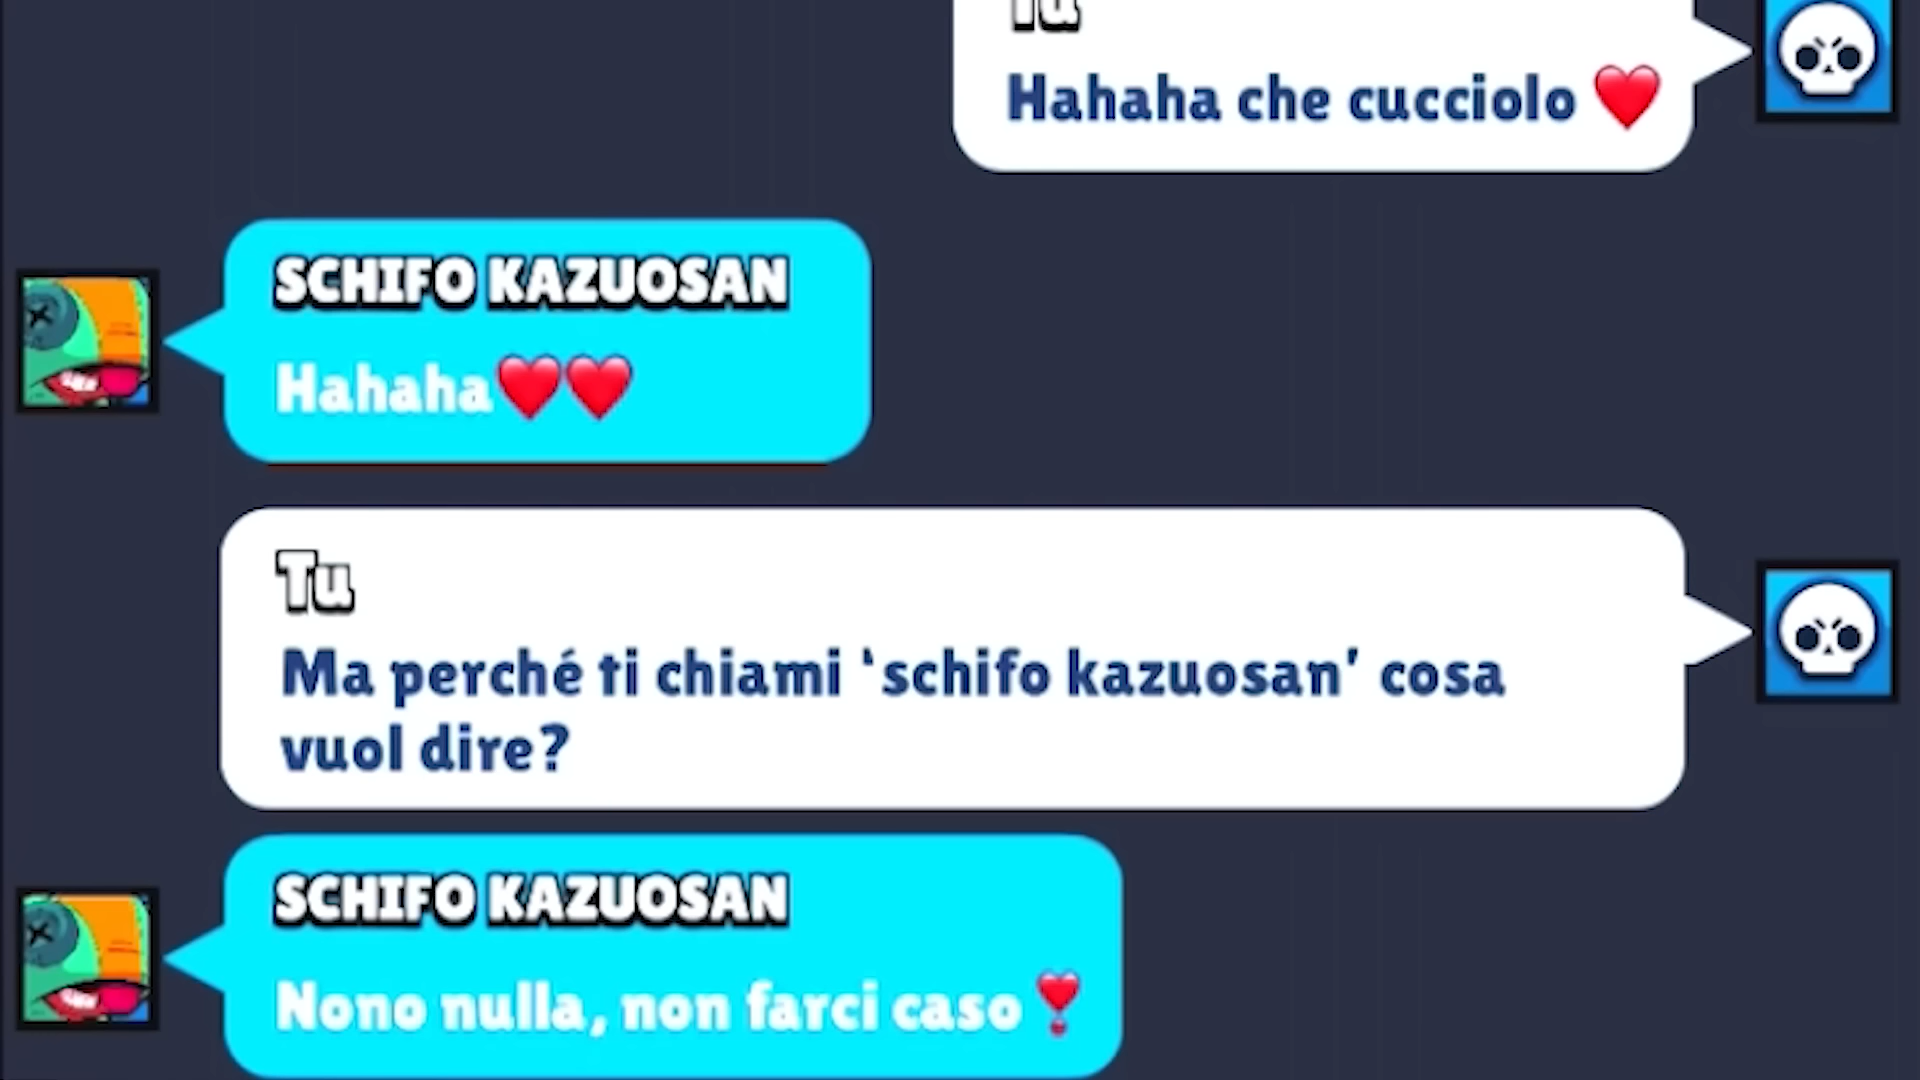 Tu
Hahaha che cucciolo ❤️
SCHIFO KAZUOSAN
Hahaha❤️❤️
Tu
Ma perché ti chiami ‘schifo kazuosan’ cosa
vuol dire?
SCHIFO KAZUOSAN
Nono nulla, non farci caso ❣️